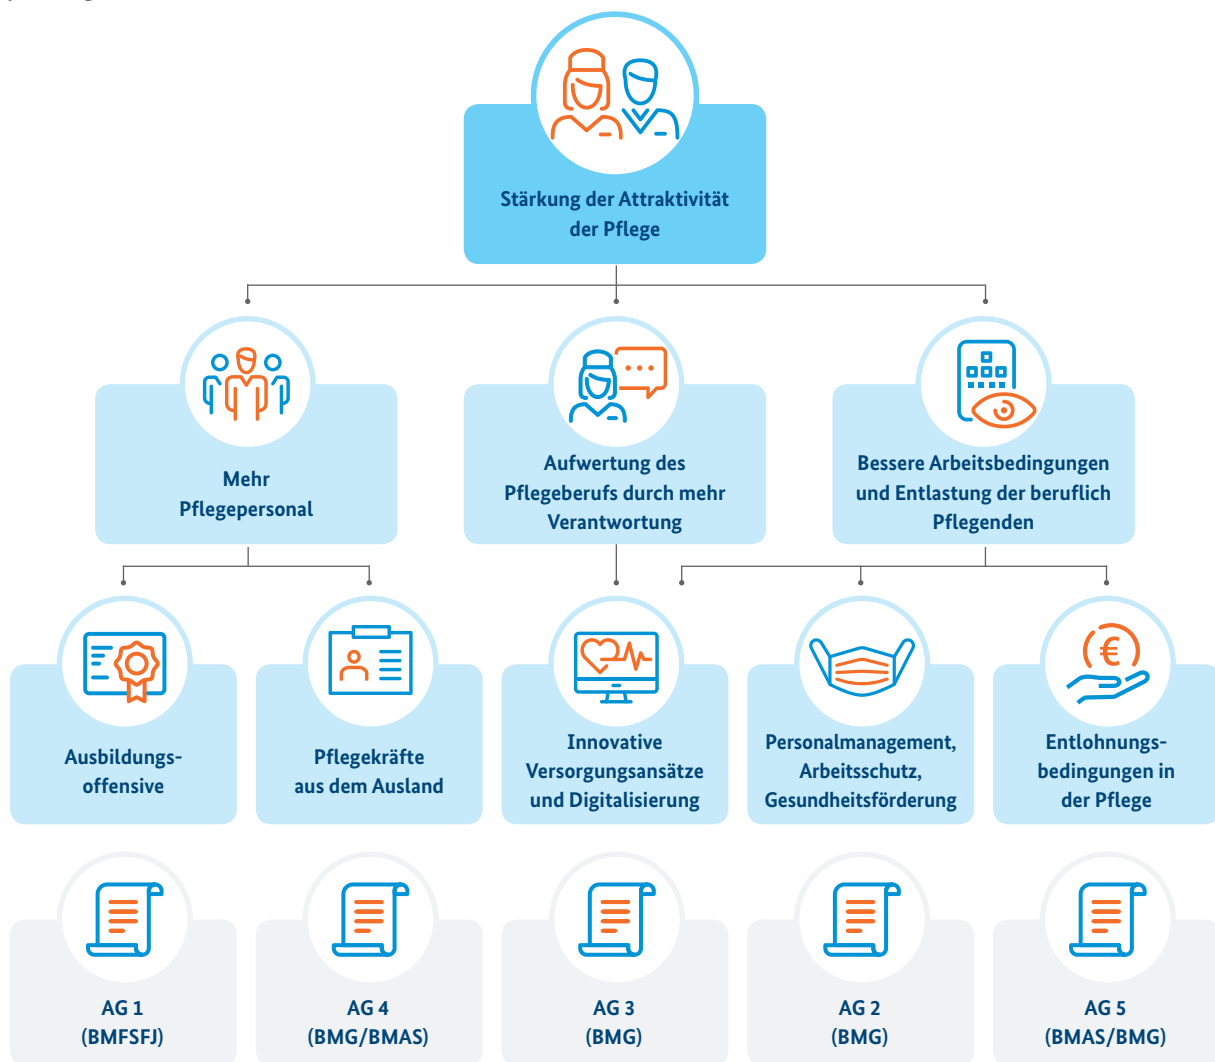 Stärkung der Attraktivität
der Pflege
Mehr
Pflegepersonal
Aufwertung des
Pflegeberufs durch mehr
Verantwortung
Bessere Arbeitsbedingungen
und Entlastung der beruflich
Pflegenden
Ausbildungs-
offensive
Pflegekräfte
aus dem Ausland
Innovative
Versorgungsansätze
und Digitalisierung
Personalmanagement,
Arbeitsschutz,
Gesundheitsförderung
€
Entlohnungs-
bedingungen in
der Pflege
AG 1
(BMFSFJ)
AG 4
(BMG/BMAS)
AG 3
(BMG)
AG 2
(BMG)
AG 5
(BMAS/BMG)